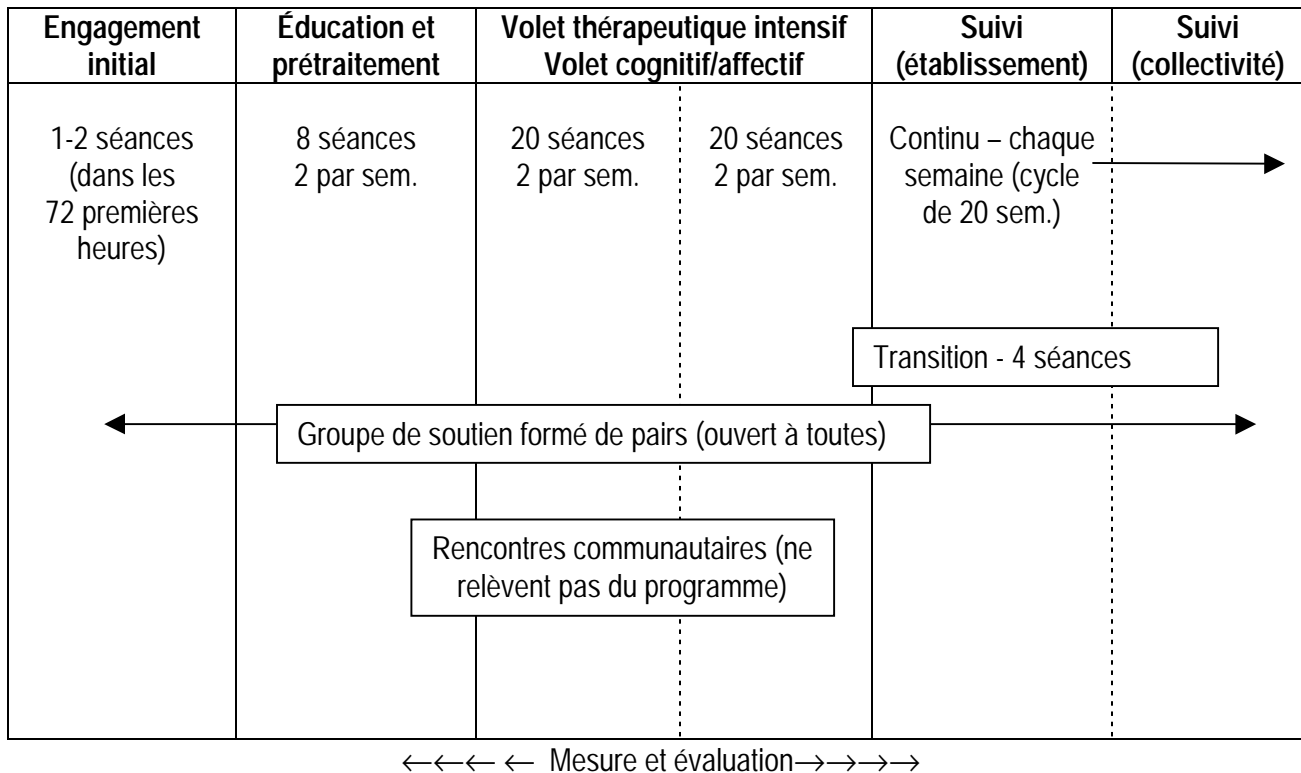 Engagement
initial
Éducation et
prétraitement
Volet thérapeutique intensif
Volet cognitif/affectif
Suivi
(établissement)
Suivi
(collectivité)
1-2 séances
(dans les
72 premières
heures)
8 séances
2 par sem.
20 séances
2 par sem.
20 séances
2 par sem.
Continu – chaque
semaine (cycle
de 20 sem.)
Transition - 4 séances
Groupe de soutien formé de pairs (ouvert à toutes)
Rencontres communautaires (ne
relèvent pas du programme)
←←← ← Mesure et évaluation→→→→